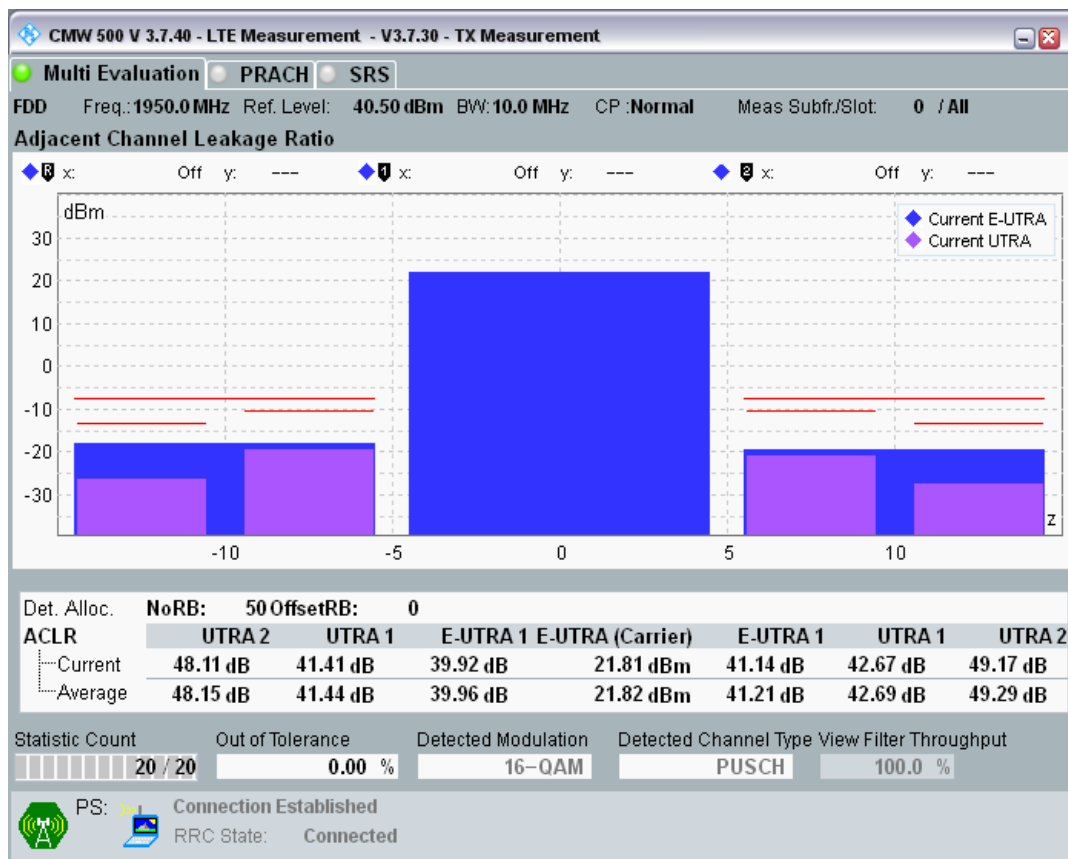 CMW 500 V 3.7.40 - LTE Measurement - V3.7.30 - TX Measurement
Multi Evaluation PRACH SRS
FDD Freq.: 1950.0 MHz Ref. Level: 40.50 dBm BW: 10.0 MHz CP :Normal Meas Subfr./Slot: 0 / All
Adjacent Channel Leakage Ratio
R x: Off y: --- 1 x: Off y: --- 2 x: Off y: ---
dBm
Current E-UTRA
Current UTRA
30
20
10
0
-10
-20
-30
z
-10 -5 0 5 10
Det. Alloc. NoRB: 50 OffsetRB: 0
ACLR UTRA 2 UTRA 1 E-UTRA 1 E-UTRA (Carrier) E-UTRA 1 UTRA 1 UTRA 2
Current 48.11 dB 41.41 dB 39.92 dB 21.81 dBm 41.14 dB 42.67 dB 49.17 dB
Average 48.15 dB 41.44 dB 39.96 dB 21.82 dBm 41.21 dB 42.69 dB 49.29 dB
Statistic Count Out of Tolerance Detected Modulation Detected Channel Type View Filter Throughput
20 / 20 0.00 % 16-QAM PUSCH 100.0 %
PS: Connection Established
RRC State: Connected